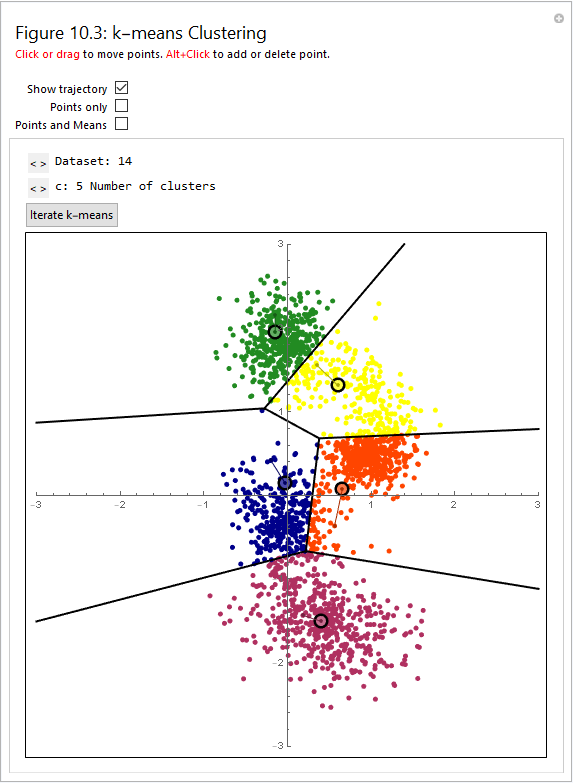 Figure 10.3: k−means Clustering
Click or drag to move points. Alt+Click to add or delete point.
Show trajectory
Points only
Points and Means
< > Dataset: 14
< > c: 5 Number of clusters
Iterate k−means
3
1
−3 −2 −1 1 2 3
−2
−3